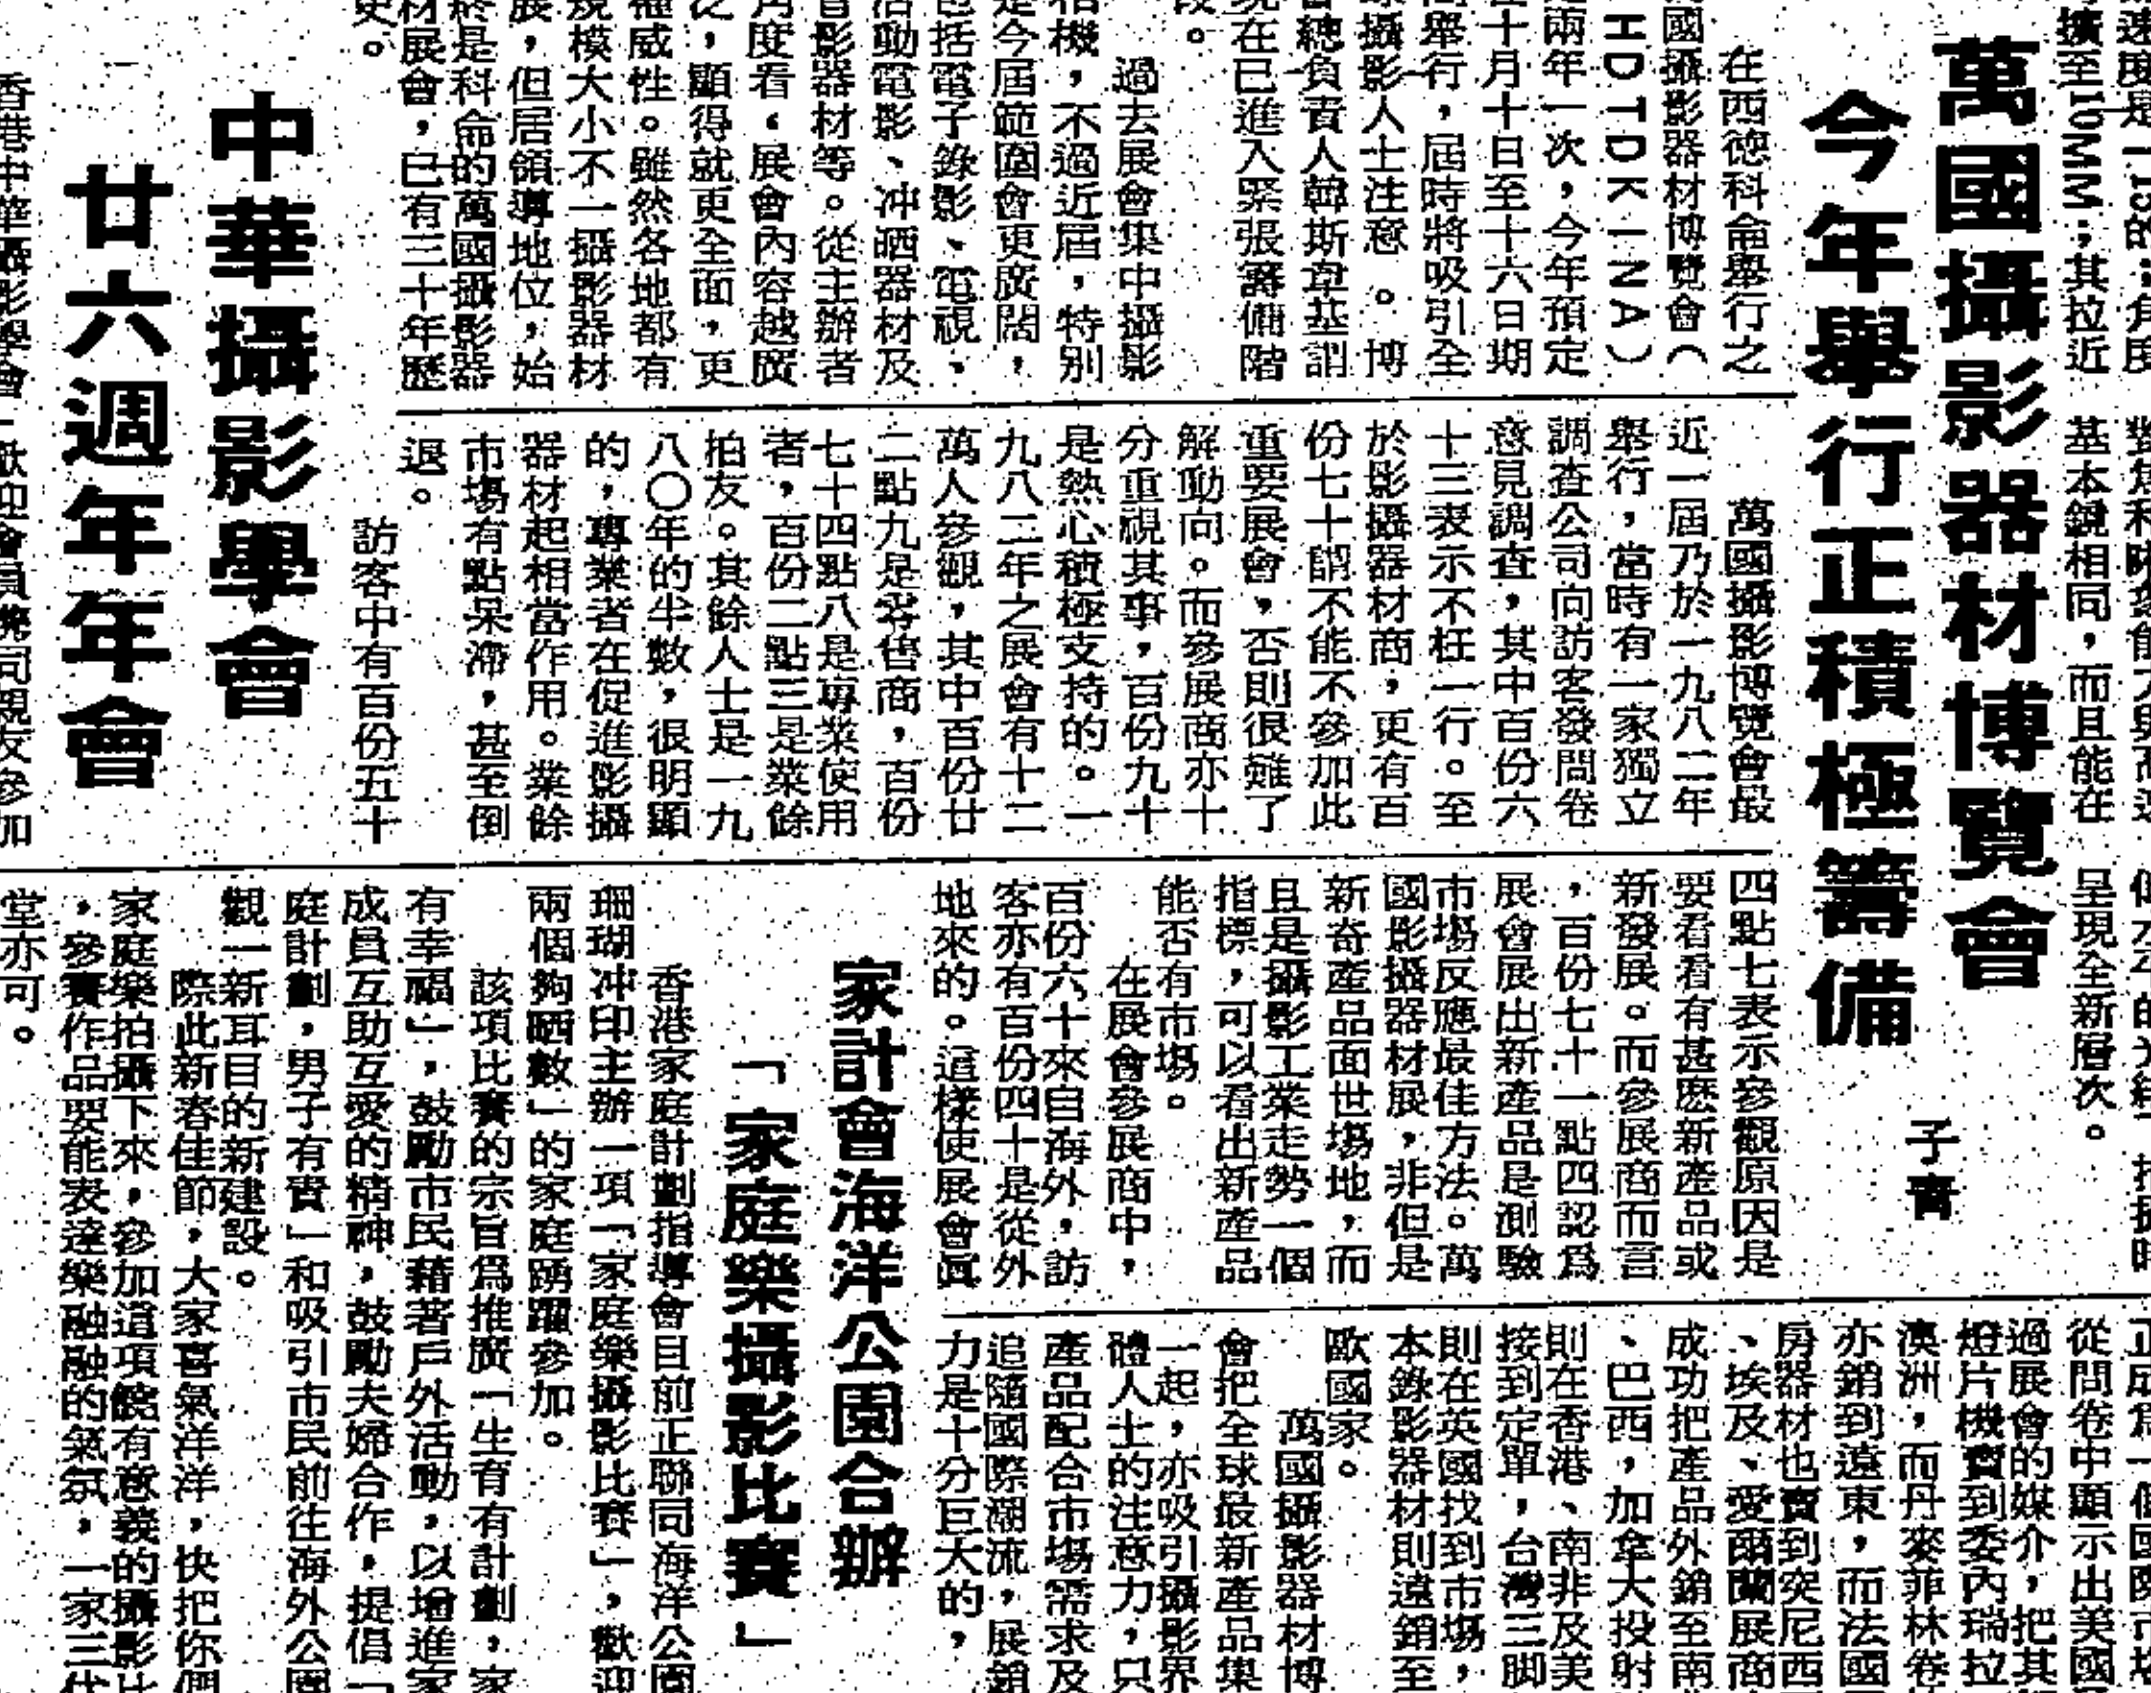 萬國攝影器材博覽會
今年舉行正積極籌備
子青
在西德科侖舉行之
國攝影器材博覽會（
HDTDK—NA）
兩年一次，今年預定
十月十日至十六日期
舉行，屆時將吸引全
攝影人士注意。博
總負責人韓斯韋基謂
現在已進入緊張籌備階
段。
過去展會集中攝影
相機，不過近屆，特別
是今屆範圍會更廣闊，
包括電子錄影、電視，
活動電影、冲晒器材及
影器材等。從主辦者
角度看，展會內容越廣
泛，顯得就更全面，更
權威性。雖然各地都有
規模大小不一攝影器材
展，但居領導地位，始
終是科侖的萬國攝影器
材展會，已有三十年歷
史。
萬國攝影博覽會最
近一屆乃於一九八二年
舉行，當時有一家獨立
調查公司向訪客發問卷
意見調查，其中百份六
十三表示不枉一行。至
於影攝器材商，更有百
份七十謂不能不參加此
重要展會，否則很難了
解動向。而參展商亦十
分重視其事，百份九十
是熱心積極支持的。一
九八二年之展會有十二
萬人參觀，其中百份廿
二點九是零售商，百份
七十四點八是專業使用
者，百份二點三是業餘
拍友。其餘人士是一九
八〇年的半數，很明顯
的，專業者在促進影攝
器材起相當作用。業餘
市場有點呆滯，甚至倒
退。
訪客中有百份五十
四點七表示參觀原因是
要看看有甚麽新產品或
新發展。而參展商而言
，百份七十一點四認爲
展會展出新產品是測驗
市場反應最佳方法。萬
國影攝器材展，非但是
新奇產品面世場地，而
且是攝影工業走勢一個
指標，可以看出新產品
能否有市場。
在展會參展商中，
百份六十來自海外，訪
客亦有百份四十是從外
地來的。這樣使展會眞
正成爲一個國際市場
從問卷中顯示出美國
過展會的媒介，把其
燈片機賣到委內瑞拉
澳洲，而丹麥菲林卷
亦銷到遠東，而法國
房器材也賣到突尼西
、埃及、愛爾蘭展商
成功把產品外銷至南
、巴西，加拿大投射
則在香港、南非及美
接到定單，台灣三脚
則在英國找到市場，
本錄影器材則遠銷至
歐國家。
萬國攝影器材博
會把全球最新產品集
一起，亦吸引攝影界
體人士的注意力，只
產品配合市場需求及
追隨國際潮流，展銷
力是十分巨大的，
家計會海洋公園合辦
「家庭樂攝影比賽」
香港家庭計劃指導會目前正聯同海洋公園
珊瑚冲印主辦一項「家庭樂攝影比賽」，歡迎
兩個夠晒數」的家庭踴躍參加。
該項比賽的宗旨爲推廣「生育有計劃，家
有幸福」，鼓勵市民藉著戶外活動，以增進家
成員互助互愛的精神，鼓勵夫婦合作，提倡「
庭計劃，男子有責」和吸引市民前往海外公園
觀一新耳目的新建設。
際此新春佳節，大家喜氣洋洋，快把你們
家庭樂拍攝下來，參加這項饒有意義的攝影比
，參賽作品要能表達樂融融的氣氛，一家三代
堂亦可。
中華攝影學會
廿六週年年會
香港中華攝影學會，歡迎會員携同親友參加
擴至10MM；其拉近
基本鏡相同，而且能在
呈現全新層次。